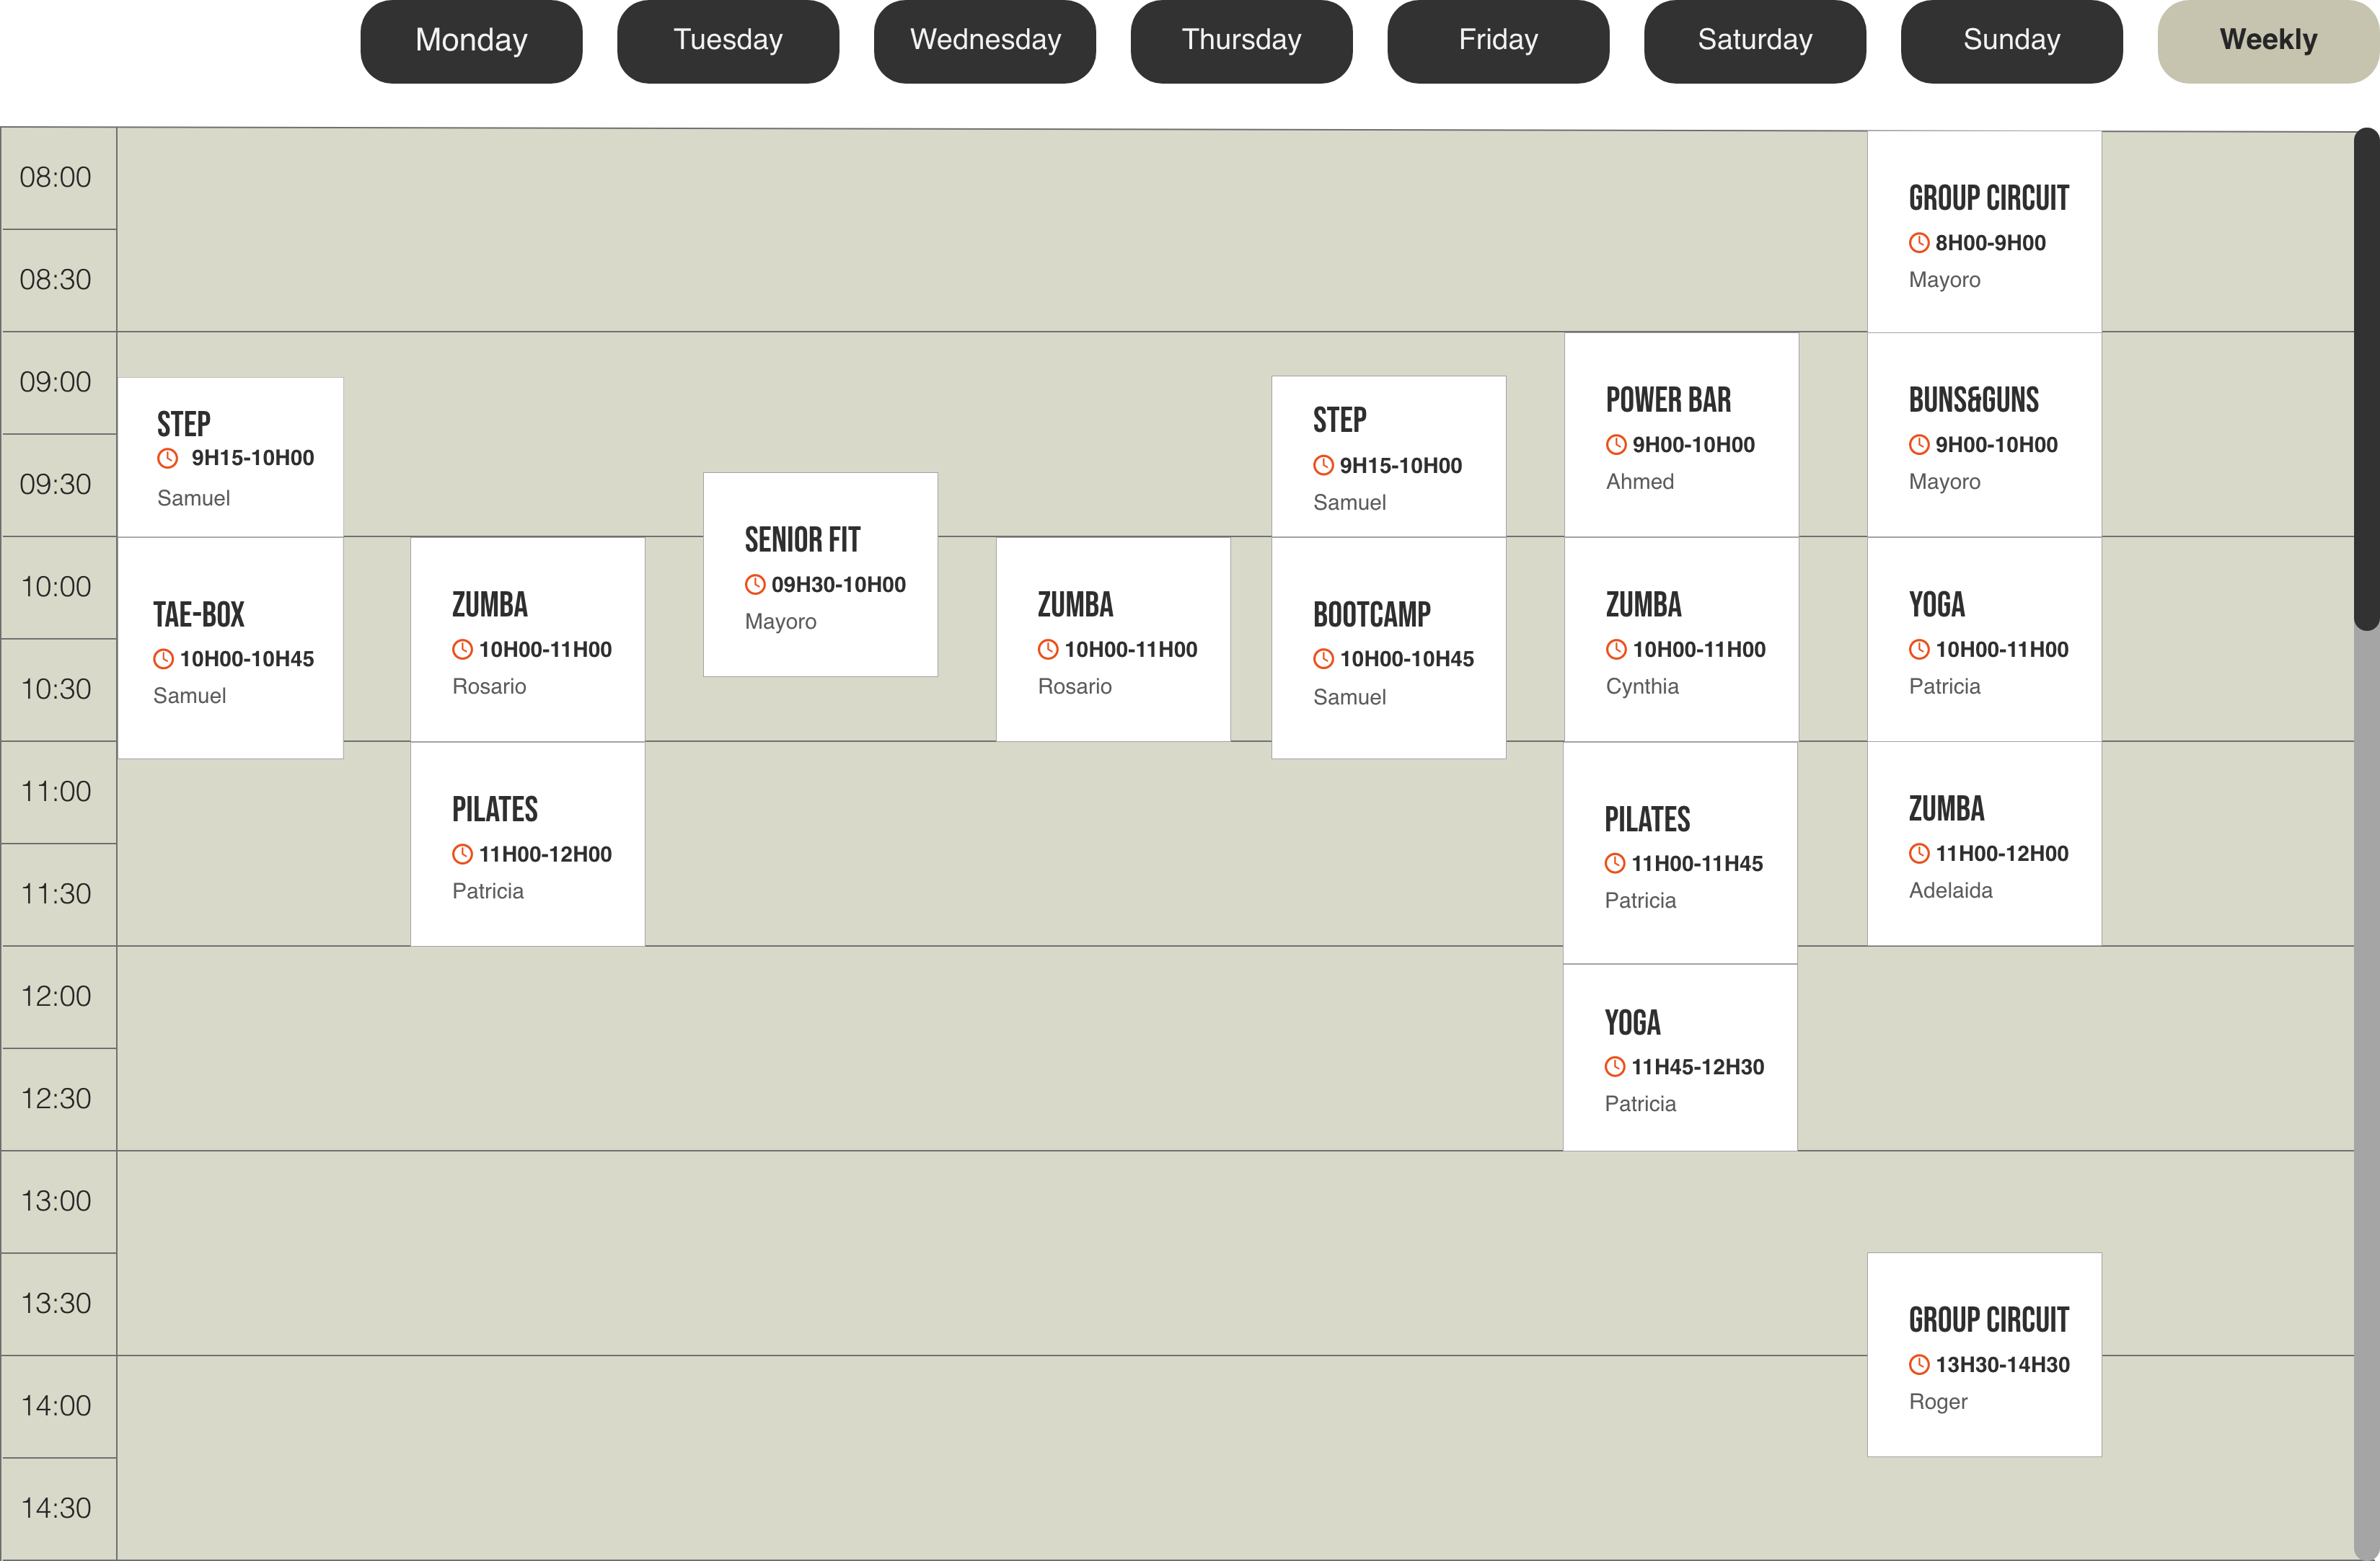 Monday
Tuesday
Wednesday
Thursday
Friday
Saturday
Sunday
Weekly
08:00
08:30
09:00
09:30
10:00
10:30
11:00
11:30
12:00
12:30
13:00
13:30
14:00
14:30
STEP
9H15-10H00
Samuel
TAE-BOX
10H00-10H45
Samuel
ZUMBA
10H00-11H00
Rosario
PILATES
11H00-12H00
Patricia
SENIOR FIT
09H30-10H00
Mayoro
ZUMBA
10H00-11H00
Rosario
STEP
9H15-10H00
Samuel
BOOTCAMP
10H00-10H45
Samuel
POWER BAR
9H00-10H00
Ahmed
ZUMBA
10H00-11H00
Cynthia
PILATES
11H00-11H45
Patricia
YOGA
11H45-12H30
Patricia
GROUP CIRCUIT
8H00-9H00
Mayoro
BUNS&GUNS
9H00-10H00
Mayoro
YOGA
10H00-11H00
Patricia
ZUMBA
11H00-12H00
Adelaida
GROUP CIRCUIT
13H30-14H30
Roger